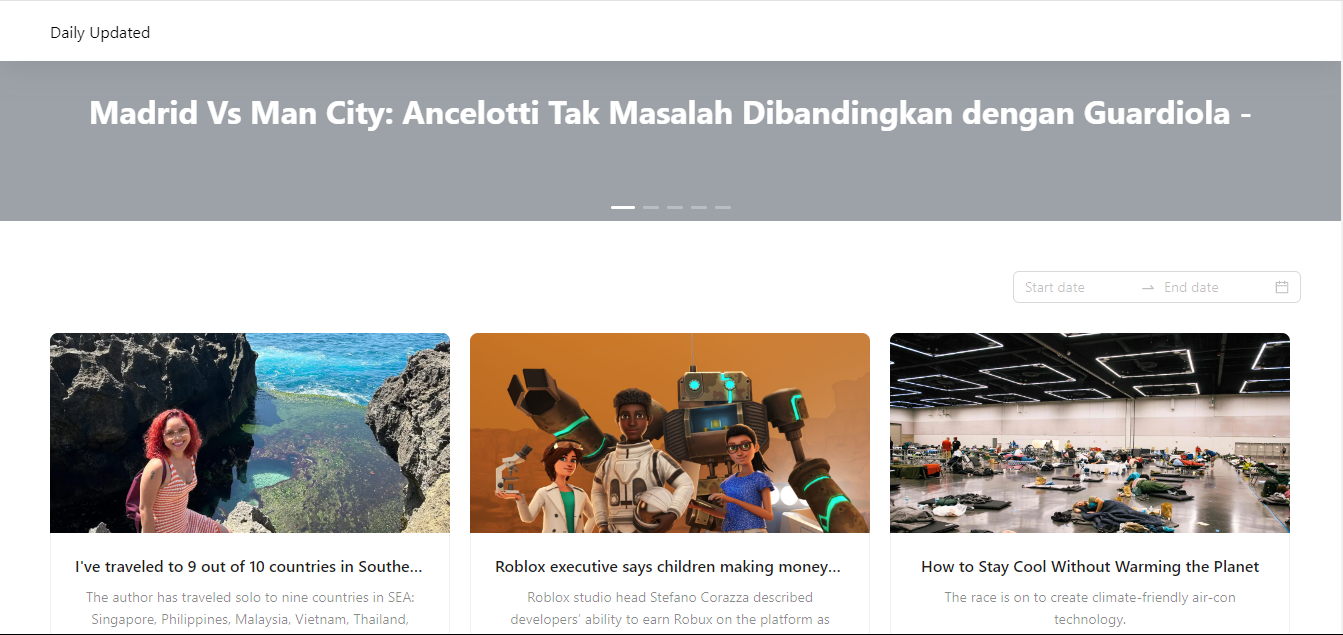 Daily Updated
Madrid Vs Man City: Ancelotti Tak Masalah Dibandingkan dengan Guardiola -
Start date
End date
I've traveled to 9 out of 10 countries in Southe...
The author has traveled solo to nine countries in SEA:
Singapore, Philippines, Malaysia, Vietnam, Thailand,
Roblox executive says children making money...
Roblox studio head Stefano Corazza described
developers’ ability to earn Robux on the platform as
How to Stay Cool Without Warming the Planet
The race is on to create climate-friendly air-con
technology.